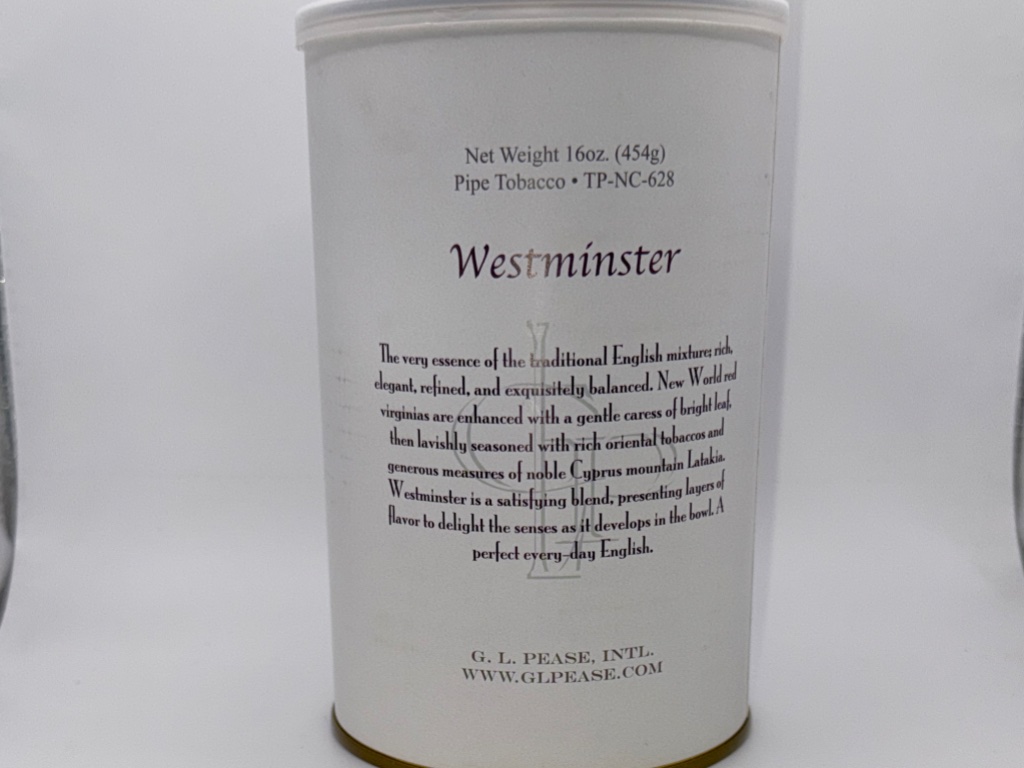 Net Weight 16oz. (454g)
Pipe Tobacco • TP-NC-628
Westminster
The very essence of the traditional English mixture; rich,
elegant, refined, and exquisitely balanced. New World red
virginias are enhanced with a gentle caress of bright leaf,
then lavishly seasoned with rich oriental tobaccos and
generous measures of noble Cyprus mountain Latakia.
Westminster is a satisfying blend, presenting layers of
flavor to delight the senses as it develops in the bowl. A
perfect every-day English.
G. L. PEASE, INTL.
WWW.GLPEASE.COM